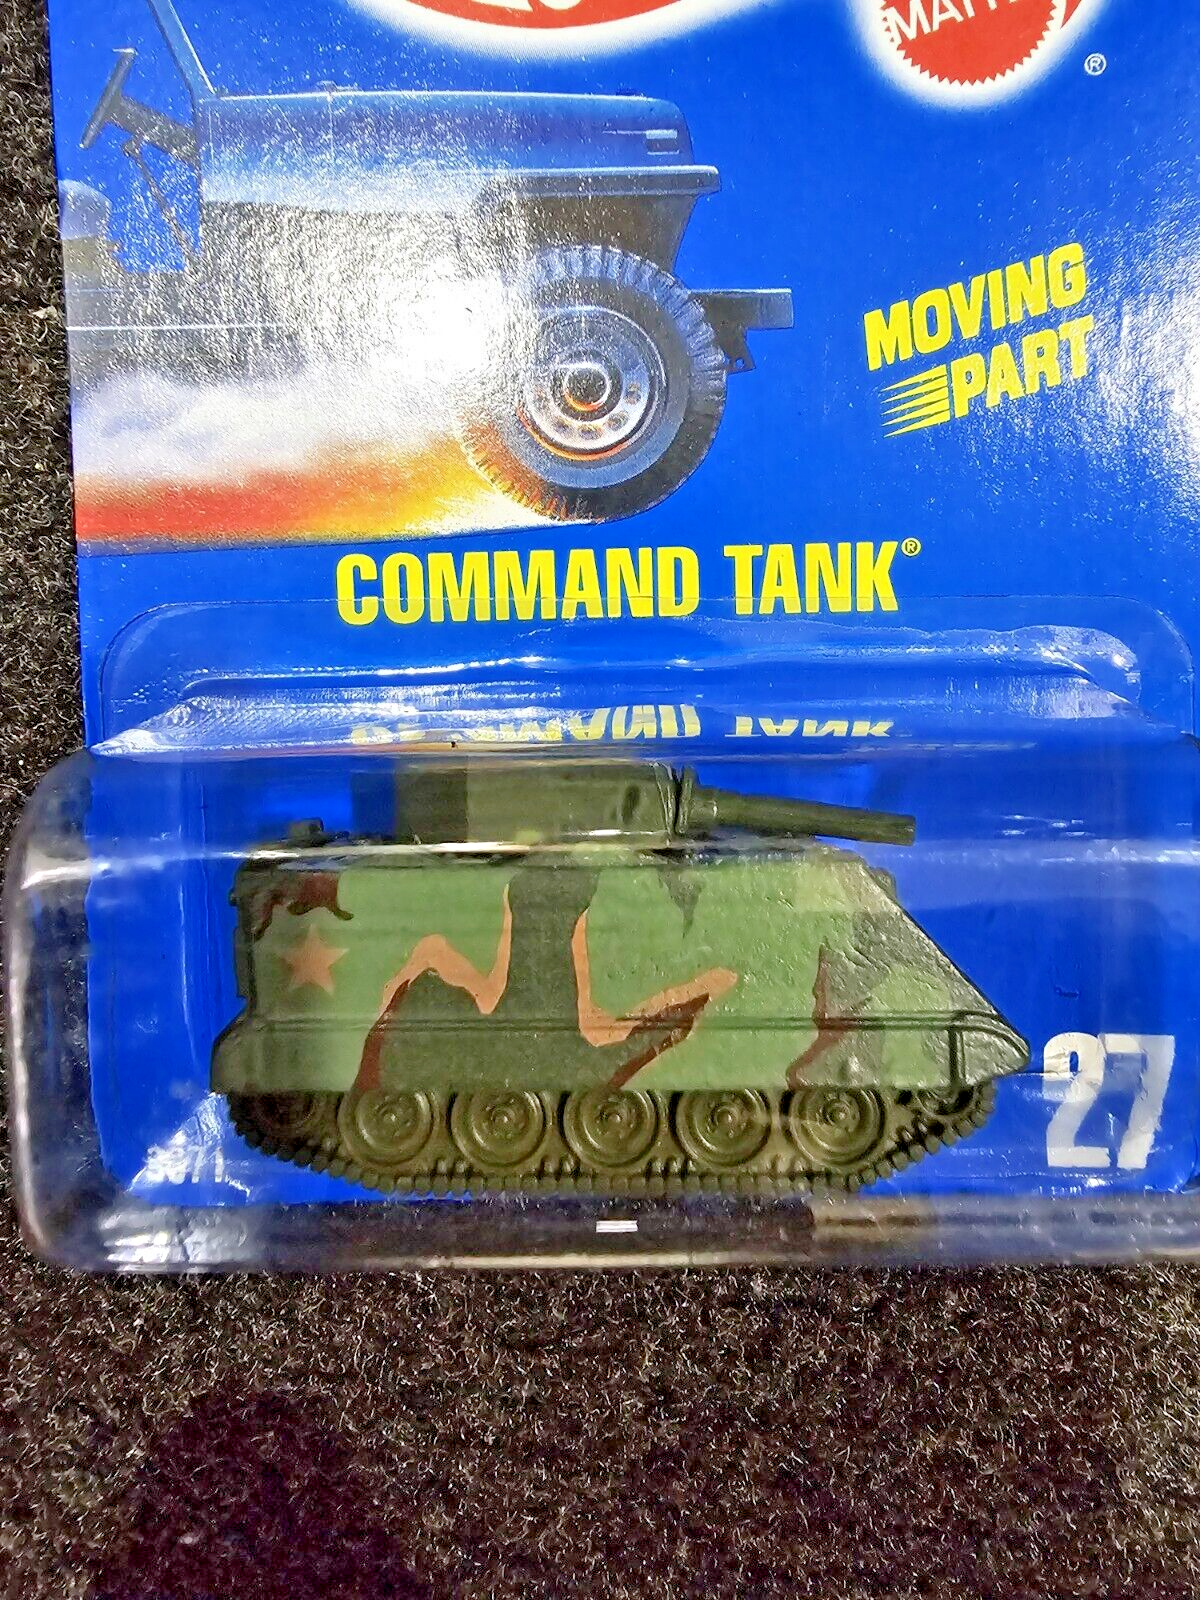 MOVING
PART
COMMAND TANK®
27